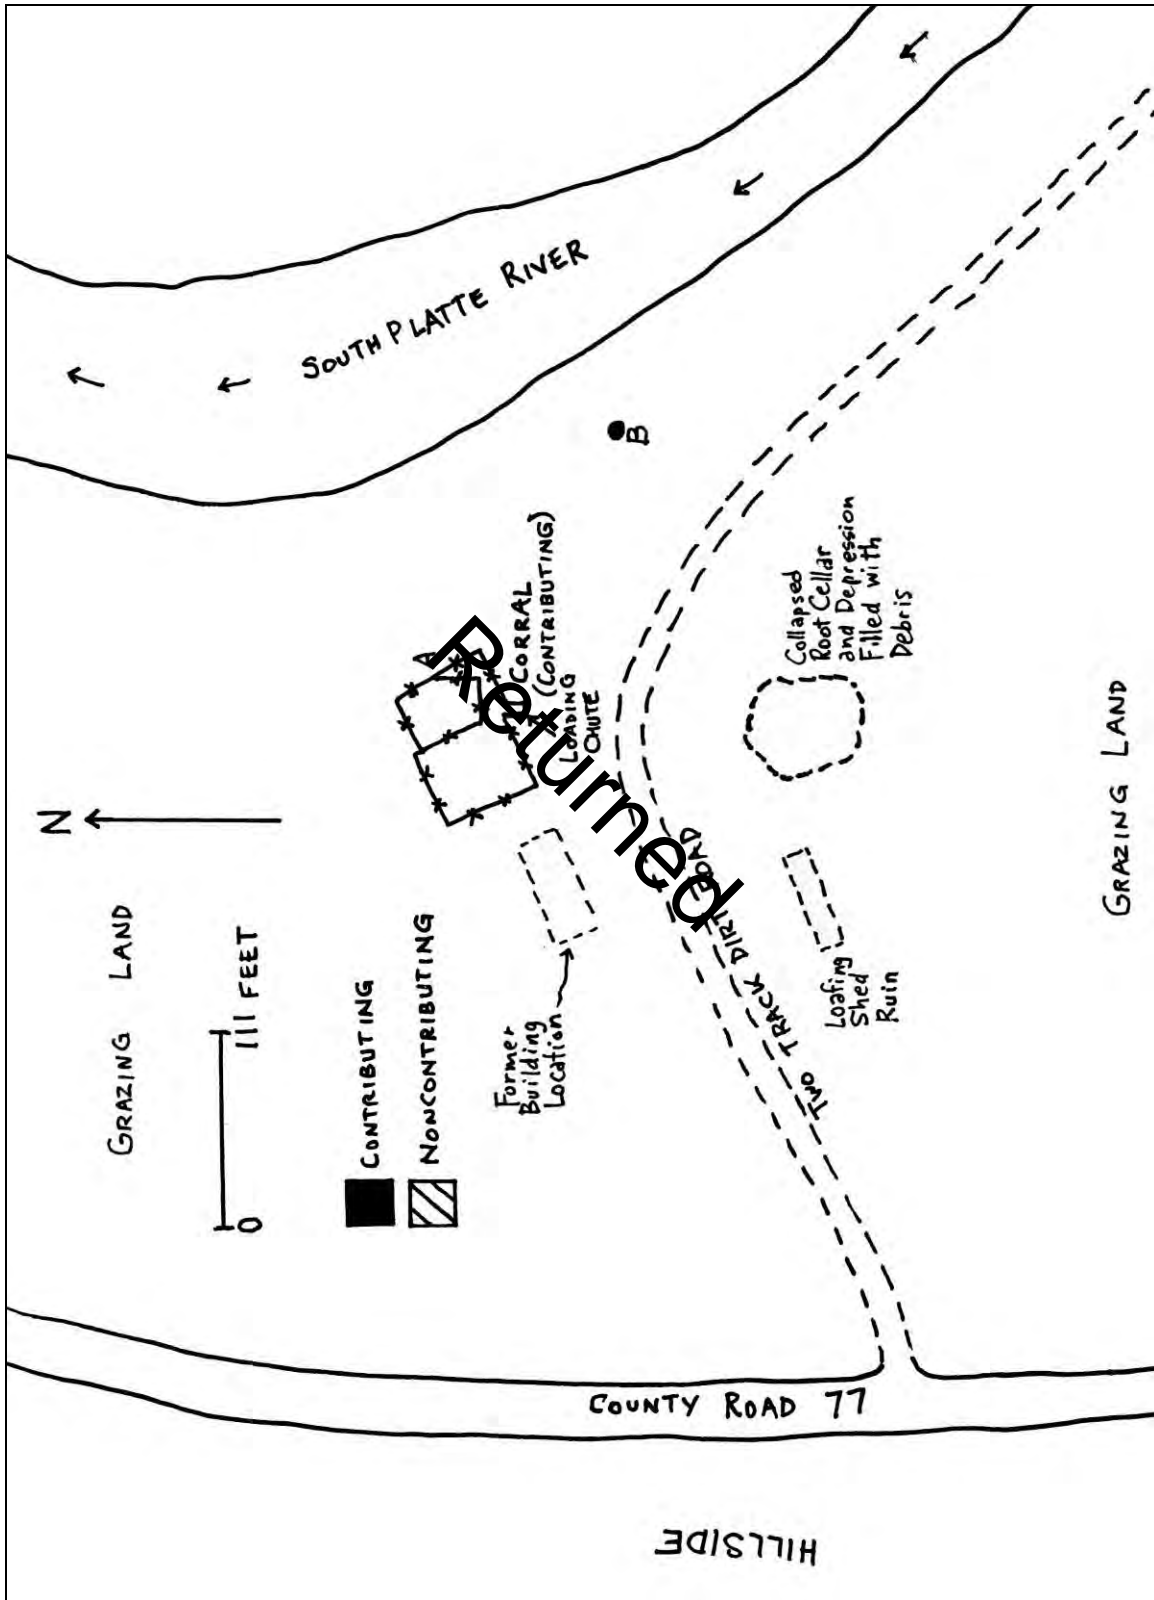 N
GRAZING LAND
0
111 FEET
CONTRIBUTING
NONCONTRIBUTING
SOUTH PLATTE RIVER
B
A
CORRAL
(CONTRIBUTING)
LOADING
CHUTE
Former
Building
Location
TWO TRACK DIRT ROAD
Collapsed
Root Cellar
and Depression
Filled with
Debris
Loafing
Shed
Ruin
GRAZING LAND
COUNTY ROAD 77
HILLSIDE
Returned